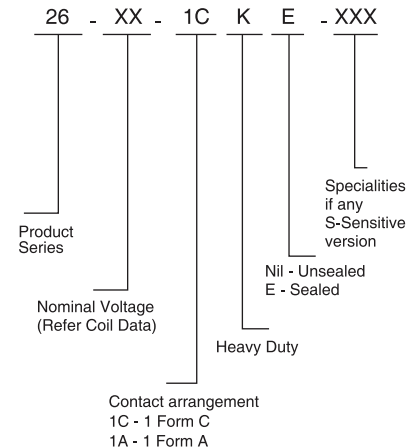 26 - XX - 1C K E - XXX
Specialities
if any
S-Sensitive
version
Product
Series
Nil - Unsealed
E - Sealed
Nominal Voltage
(Refer Coil Data)
Heavy Duty
Contact arrangement
1C - 1 Form C
1A - 1 Form A